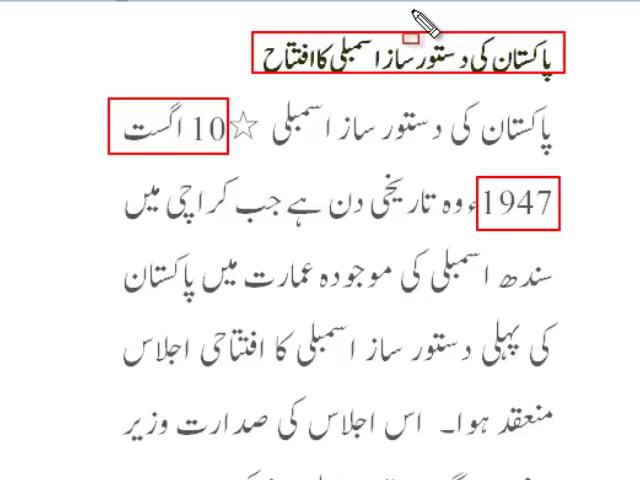 پاکستان کی دستور ساز اسمبلی کا افتتاح
پاکستان کی دستور ساز اسمبلی ☆ 10 اگست
1947ء وہ تاریخی دن ہے جب کراچی میں
سندھ اسمبلی کی موجودہ عمارت میں پاکستان
کی پہلی دستور ساز اسمبلی کا افتتاحی اجلاس
منعقد ہوا۔ اس اجلاس کی صدارت وزیر